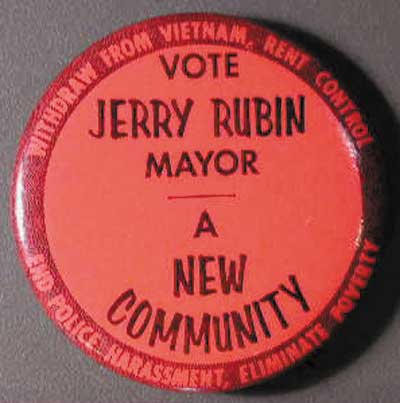 WITHDRAW FROM VIETNAM, RENT CONTROL
VOTE
JERRY RUBIN
MAYOR
A
NEW
COMMUNITY
END POLICE HARASSMENT, ELIMINATE POVERTY